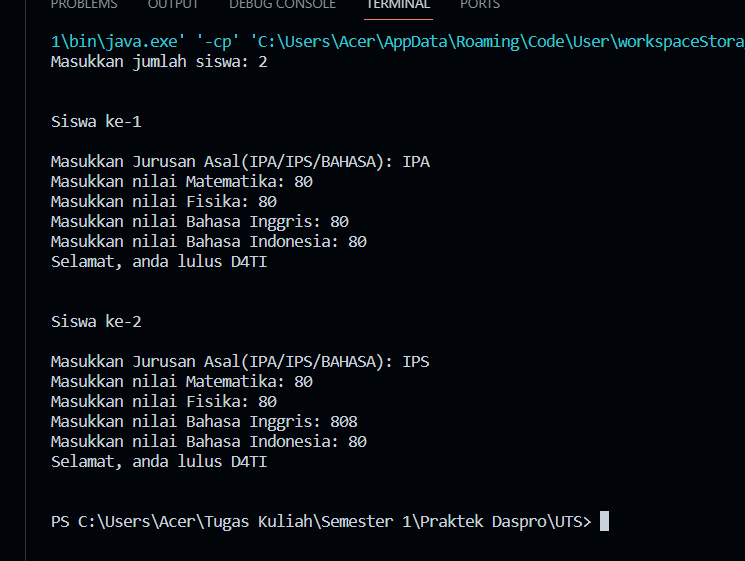 PROBLEMS OUTPUT DEBUG CONSOLE TERMINAL PORTS
1\bin\java.exe' '-cp' 'C:\Users\Acer\AppData\Roaming\Code\User\workspaceStora
Masukkan jumlah siswa: 2
Siswa ke-1
Masukkan Jurusan Asal(IPA/IPS/BAHASA): IPA
Masukkan nilai Matematika: 80
Masukkan nilai Fisika: 80
Masukkan nilai Bahasa Inggris: 80
Masukkan nilai Bahasa Indonesia: 80
Selamat, anda lulus D4TI
Siswa ke-2
Masukkan Jurusan Asal(IPA/IPS/BAHASA): IPS
Masukkan nilai Matematika: 80
Masukkan nilai Fisika: 80
Masukkan nilai Bahasa Inggris: 808
Masukkan nilai Bahasa Indonesia: 80
Selamat, anda lulus D4TI
PS C:\Users\Acer\Tugas Kuliah\Semester 1\Praktek Daspro\UTS>